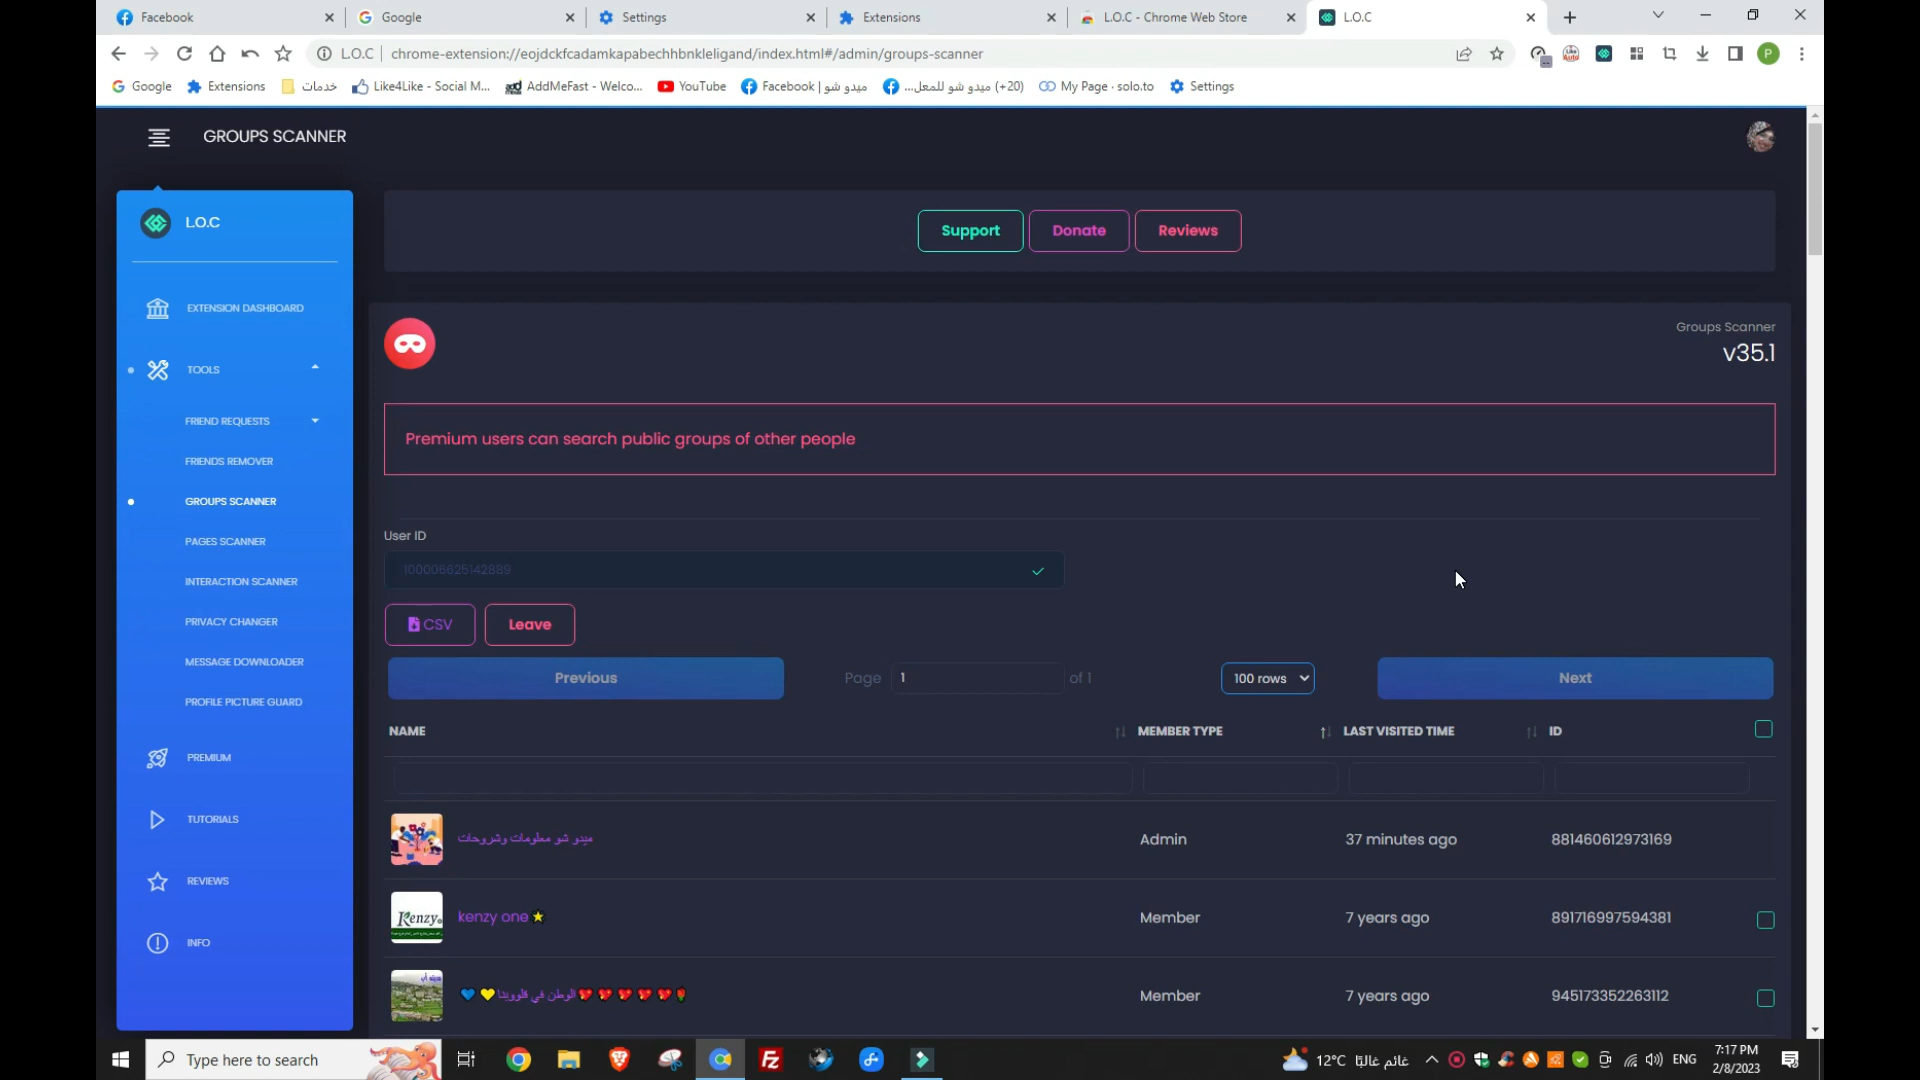 Facebook
Google
Settings
Extensions
L.O.C - Chrome Web Store
L.O.C
L.O.C
chrome-extension://eojdckfcadamkapabechhbnkleligand/index.html#/admin/groups-scanner
P
Google
Extensions
خدمات
Like4Like - Social M...
AddMeFast - Welco...
YouTube
Facebook | ميدو شو
(20+) ميدو شو للمعل...
My Page · solo.to
Settings
GROUPS SCANNER
L.O.C
EXTENSION DASHBOARD
TOOLS
FRIEND REQUESTS
FRIENDS REMOVER
GROUPS SCANNER
PAGES SCANNER
INTERACTION SCANNER
PRIVACY CHANGER
MESSAGE DOWNLOADER
PROFILE PICTURE GUARD
PREMIUM
TUTORIALS
REVIEWS
INFO
Support
Donate
Reviews
Groups Scanner
v35.1
Premium users can search public groups of other people
User ID
100006625142889
CSV
Leave
Previous
Page 1 of 1
100 rows
Next
NAME
MEMBER TYPE
LAST VISITED TIME
ID
ميدو شو معلومات وشروحات
Admin
37 minutes ago
881460612973169
Kenzy
kenzy one⭐
Member
7 years ago
891716997594381
Member
7 years ago
945173352263112
Type here to search
12°C غائم غالبًا
ENG
7:17 PM
2/8/2023